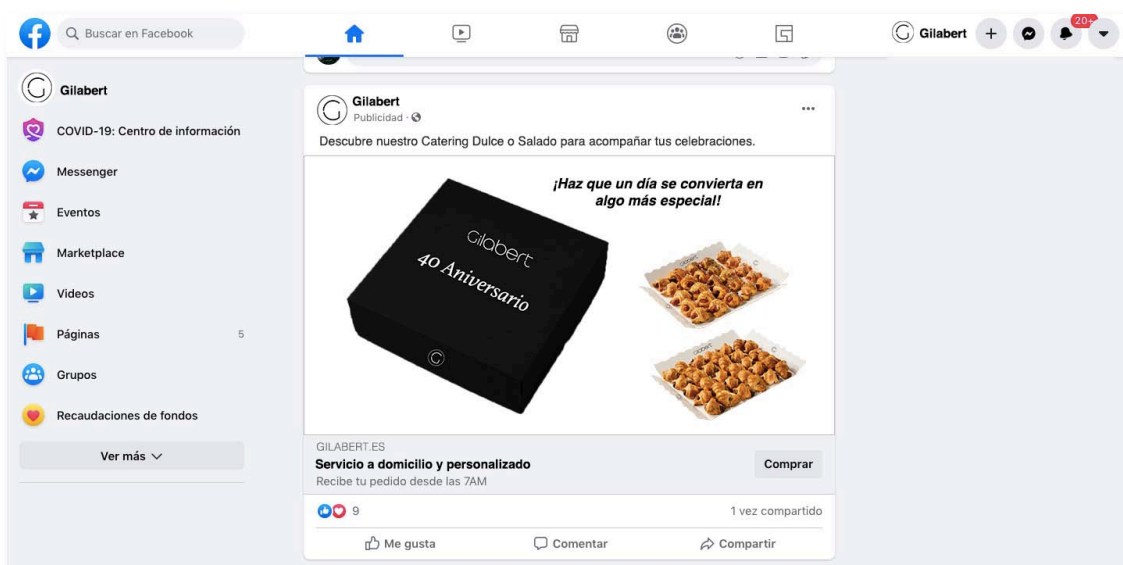 Buscar en Facebook
Gilabert
20+
Gilabert
COVID-19: Centro de información
Messenger
Eventos
Marketplace
Videos
Páginas 5
Grupos
Recaudaciones de fondos
Ver más
Gilabert
Publicidad ·
Descubre nuestro Catering Dulce o Salado para acompañar tus celebraciones.
¡Haz que un día se convierta en
algo más especial!
Gilabert
40 Aniversario
gilabert
gilabert
GILABERT.ES
Servicio a domicilio y personalizado
Recibe tu pedido desde las 7AM
Comprar
9
1 vez compartido
Me gusta
Comentar
Compartir